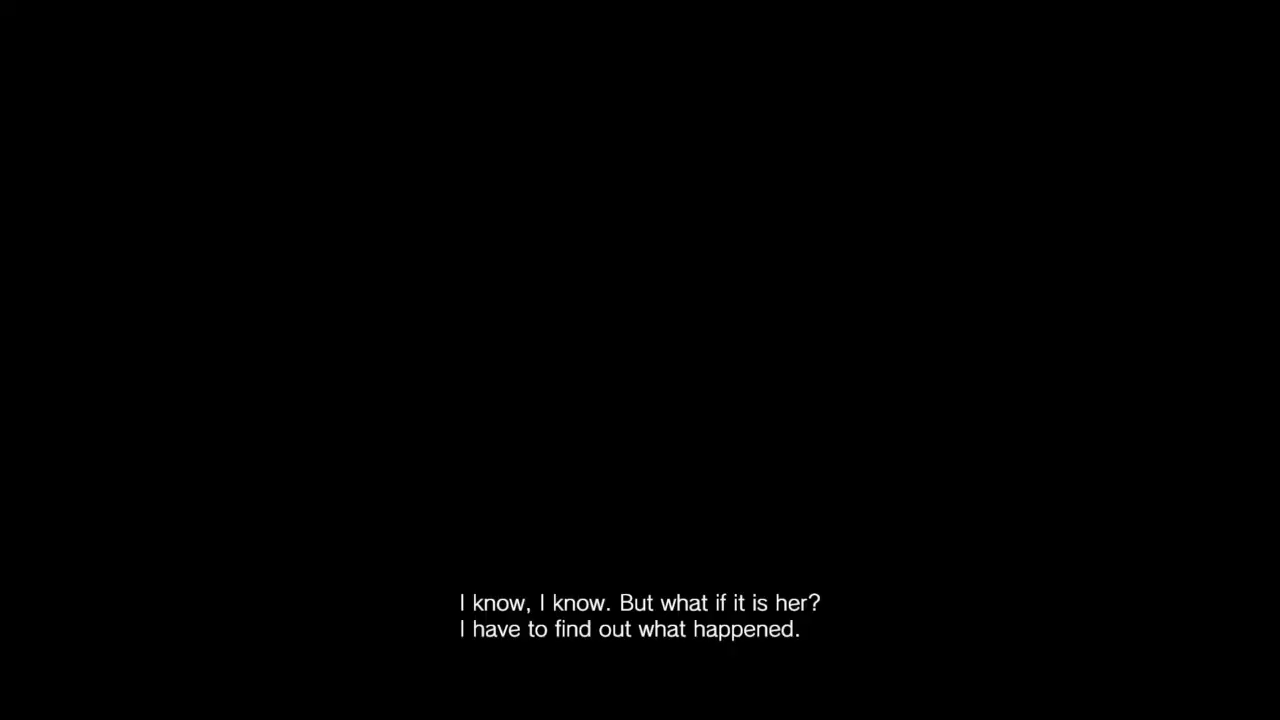 I know, I know. But what if it is her?
I have to find out what happened.